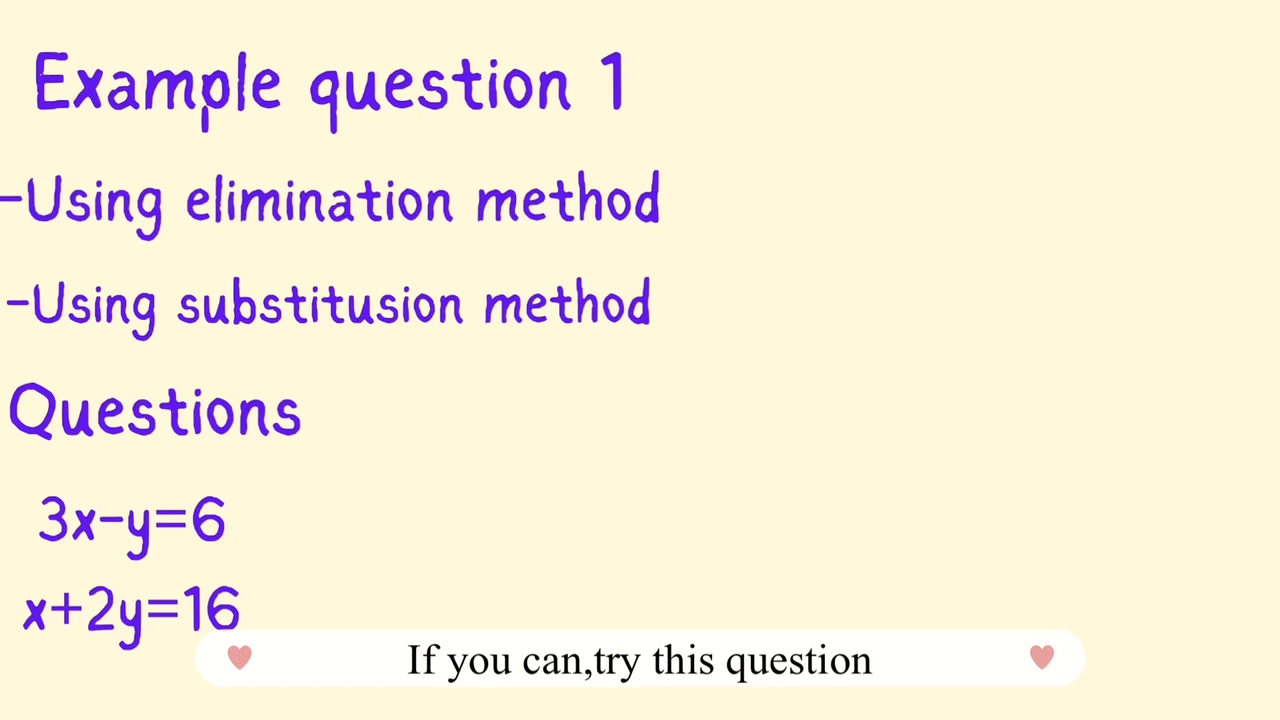 Example question 1
-Using elimination method
-Using substitusion method
Questions
3x-y=6
x+2y=16
If you can,try this question